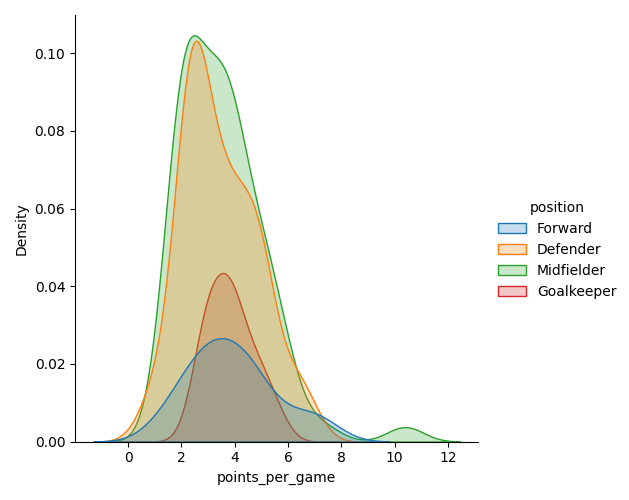 0.10
0.08
0.06
0.04
0.02
0.00
Density
0 2 4 6 8 10 12
points_per_game
position
Forward
Defender
Midfielder
Goalkeeper